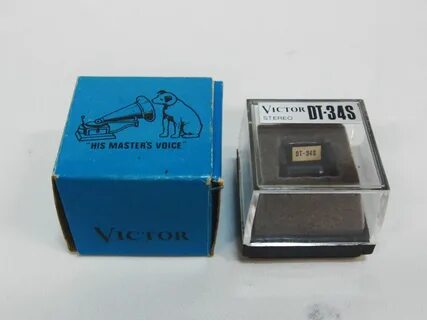 "HIS MASTER'S VOICE"
VICTOR
VICTOR DT-34S
STEREO
DT-34S